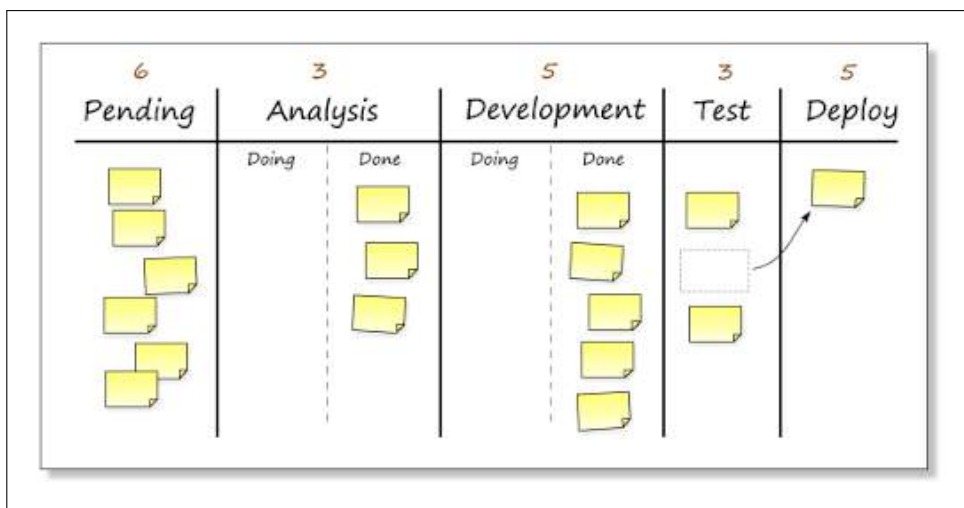 6 3 5 3 5
Pending Analysis Development Test Deploy
Doing Done Doing Done